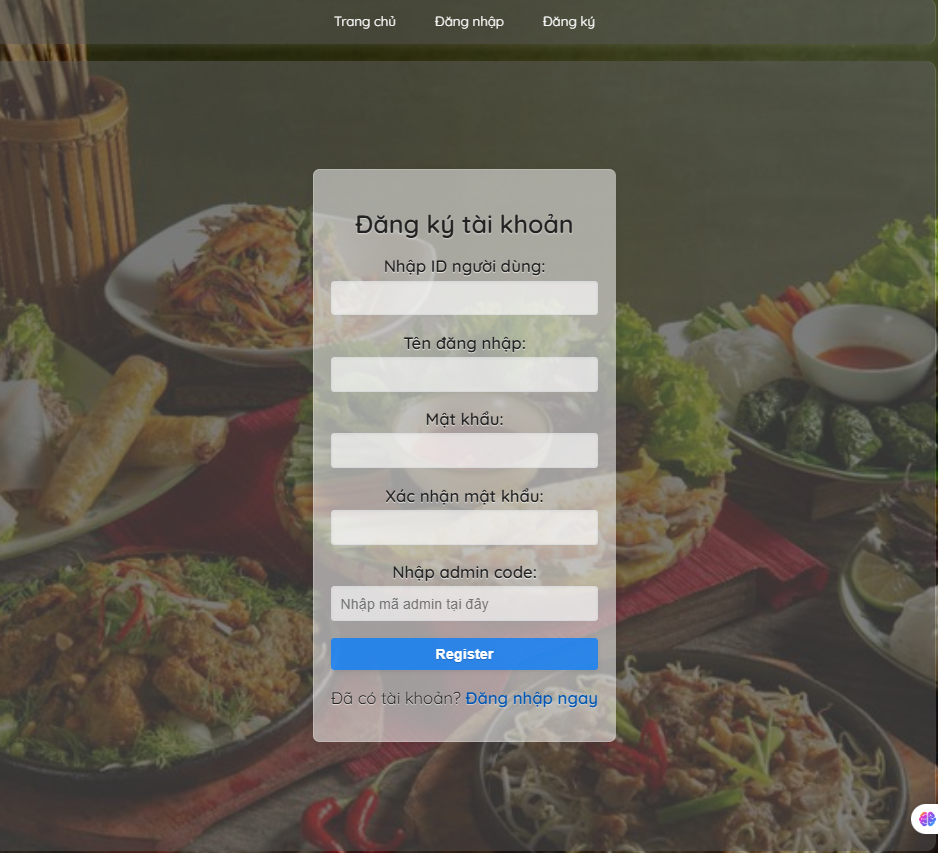 Trang chủ Đăng nhập Đăng ký
Đăng ký tài khoản
Nhập ID người dùng:
Tên đăng nhập:
Mật khẩu:
Xác nhận mật khẩu:
Nhập admin code:
Nhập mã admin tại đây
Register
Đã có tài khoản? Đăng nhập ngay